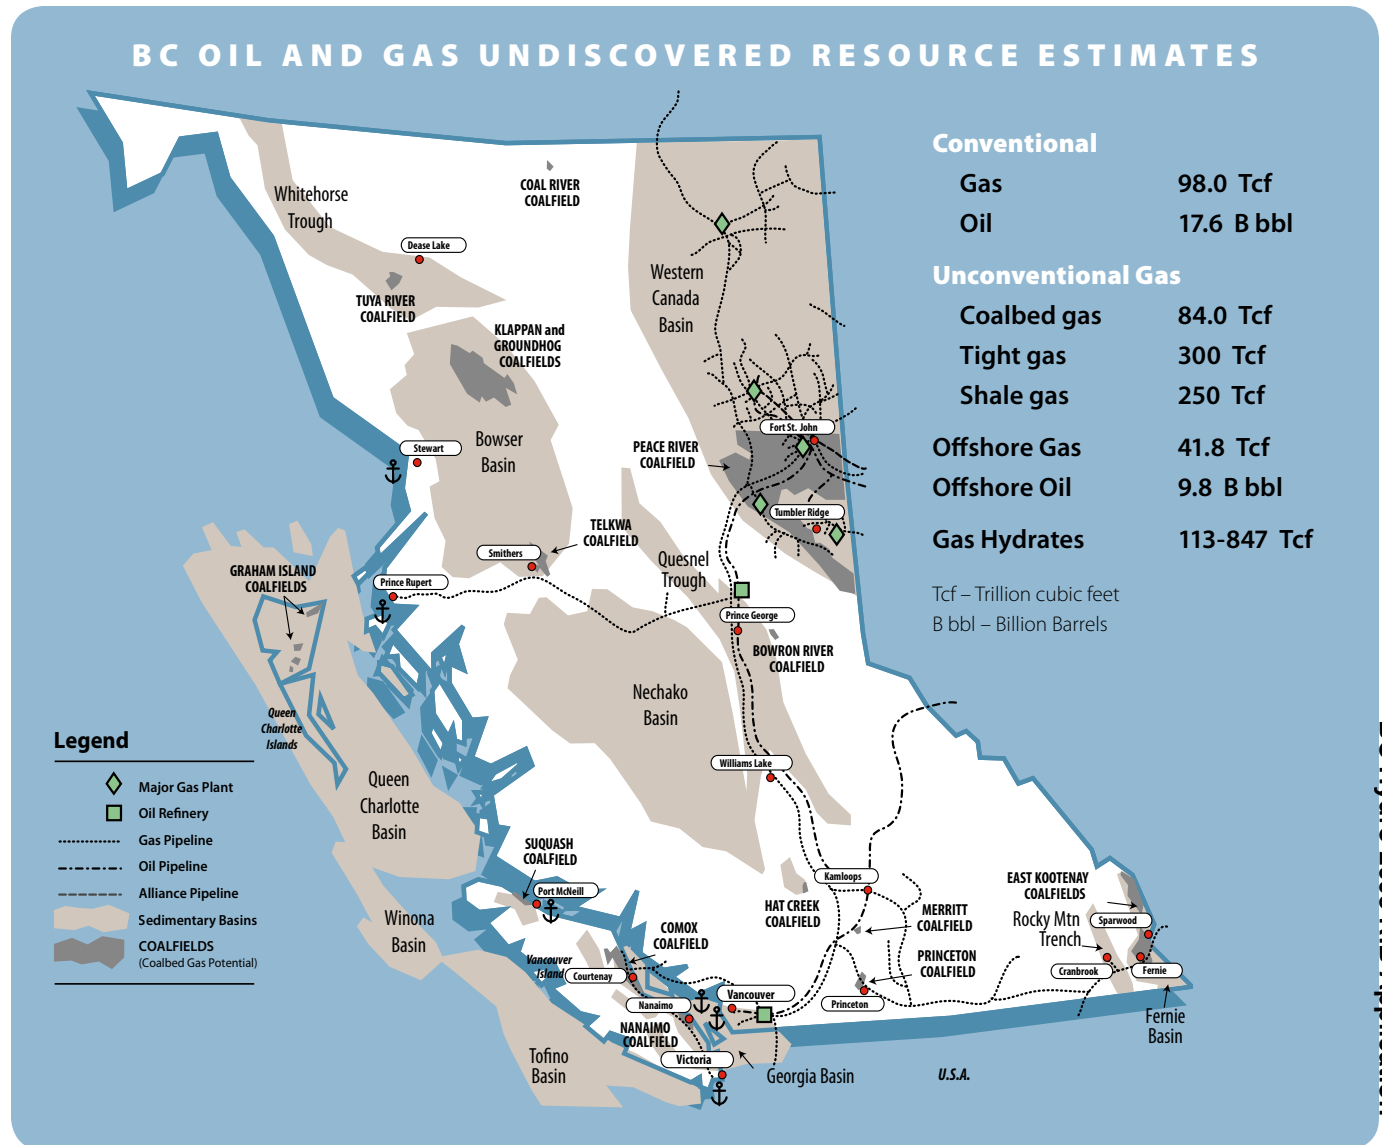 BC OIL AND GAS UNDISCOVERED RESOURCE ESTIMATES
Conventional
Gas 98.0 Tcf
Oil 17.6 B bbl
Unconventional Gas
Coalbed gas 84.0 Tcf
Tight gas 300 Tcf
Shale gas 250 Tcf
Offshore Gas 41.8 Tcf
Offshore Oil 9.8 B bbl
Gas Hydrates 113-847 Tcf
Tcf – Trillion cubic feet
B bbl – Billion Barrels
Whitehorse
Trough
COAL RIVER
COALFIELD
Dease Lake
TUYA RIVER
COALFIELD
Western
Canada
Basin
KLAPPAN and
GROUNDHOG
COALFIELDS
Bowser
Basin
Stewart
Fort St. John
PEACE RIVER
COALFIELD
Tumbler Ridge
TELKWA
COALFIELD
Smithers
Quesnel
Trough
GRAHAM ISLAND
COALFIELDS
Prince Rupert
Prince George
BOWRON RIVER
COALFIELD
Nechako
Basin
Queen
Charlotte
Islands
Williams Lake
Queen
Charlotte
Basin
SUQUASH
COALFIELD
Port McNeill
Kamloops
HAT CREEK
COALFIELD
MERRITT
COALFIELD
EAST KOOTENAY
COALFIELDS
Rocky Mtn
Trench
Sparwood
Winona
Basin
COMOX
COALFIELD
Vancouver
Island
Courtenay
PRINCETON
COALFIELD
Cranbrook
Fernie
Nanaimo
Vancouver
Princeton
NANAIMO
COALFIELD
Fernie
Basin
Victoria
Tofino
Basin
Georgia Basin
U.S.A.
Legend
Major Gas Plant
Oil Refinery
Gas Pipeline
Oil Pipeline
Alliance Pipeline
Sedimentary Basins
COALFIELDS
(Coalbed Gas Potential)